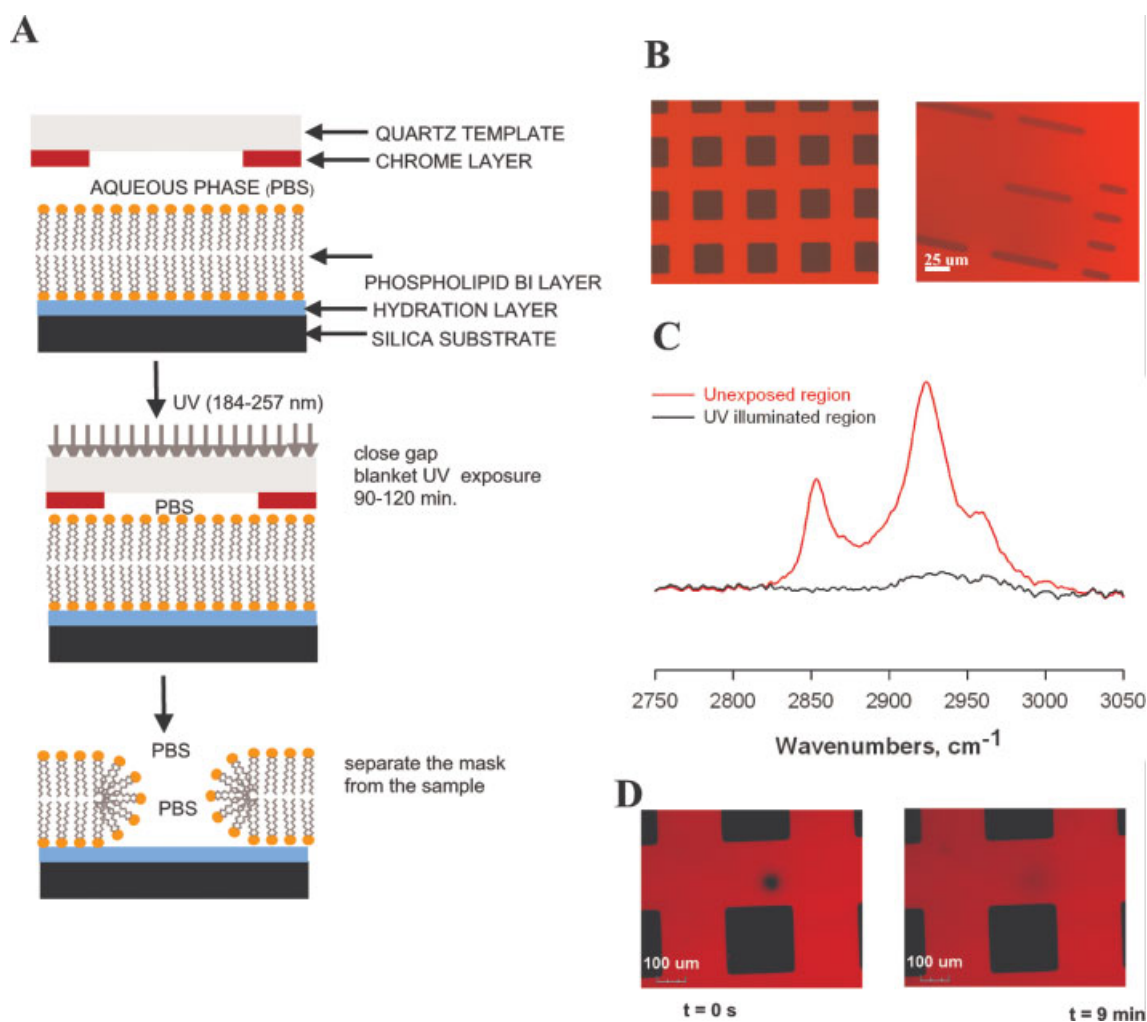 A
QUARTZ TEMPLATE
CHROME LAYER
AQUEOUS PHASE (PBS)
PHOSPHOLIPID BI LAYER
HYDRATION LAYER
SILICA SUBSTRATE
UV (184-257 nm)
close gap
blanket UV exposure
90-120 min.
PBS
PBS
PBS
separate the mask
from the sample
B
25 um
C
Unexposed region
UV illuminated region
2750 2800 2850 2900 2950 3000 3050
Wavenumbers, cm-1
D
100 um
100 um
t = 0 s
t = 9 min